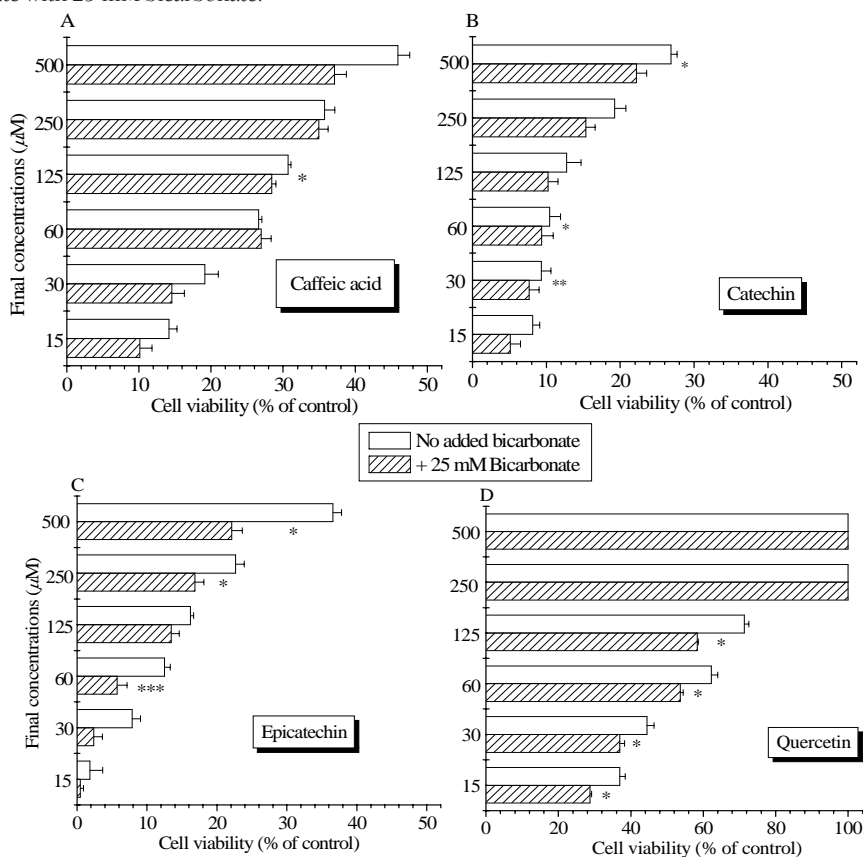 A
Final concentrations (µM)
500
250
125
*
60
30
15
Caffeic acid
0 10 20 30 40 50
Cell viability (% of control)
B
500
*
250
125
60
*
30
**
15
Catechin
0 10 20 30 40 50
Cell viability (% of control)
No added bicarbonate
+ 25 mM Bicarbonate
C
Final concentrations (µM)
500
*
250
*
125
60
***
30
15
Epicatechin
0 10 20 30 40 50
Cell viability (% of control)
D
500
250
125
*
60
*
30
*
15
*
Quercetin
0 20 40 60 80 100
Cell viability (% of control)